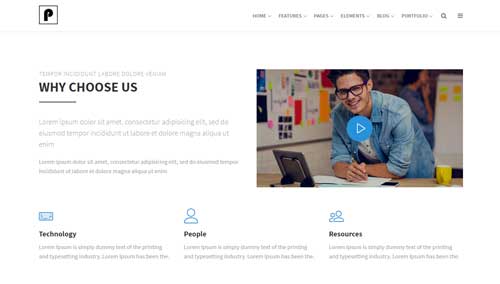 P
HOME
FEATURES
PAGES
ELEMENTS
BLOG
PORTFOLIO
TEMPOR INCIDIDUNT LABORE DOLORE VENIAM
WHY CHOOSE US
Lorem ipsum dolor sit amet, consectetur adipisicing elit, sed do
eiusmod tempor incididunt ut labore et dolore magna aliqua ut
enim
Lorem ipsum dolor sit amet, consectetur adipisicing elit, sed do eiusmod tempor
incididunt ut labore et dolore magna aliqua ut enim
Technology
Lorem Ipsum is simply dummy text of the printing
and typesetting industry. Lorem Ipsum has been the.
People
Lorem Ipsum is simply dummy text of the printing
and typesetting industry. Lorem Ipsum has been the.
Resources
Lorem Ipsum is simply dummy text of the printing
and typesetting industry. Lorem Ipsum has been the.